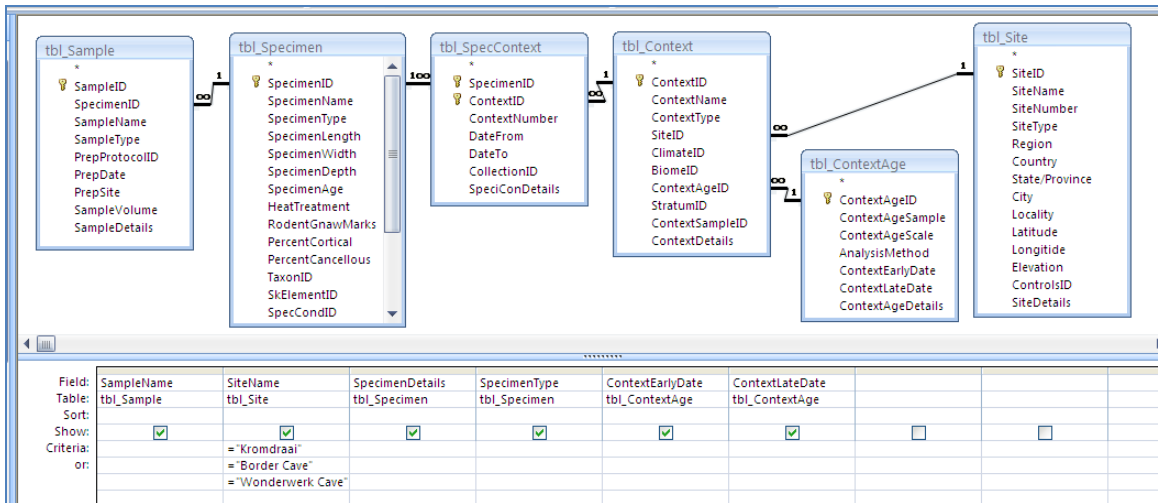 tbl_Sample
*
SampleID
SpecimenID
SampleName
SampleType
PrepProtocolID
PrepDate
PrepSite
SampleVolume
SampleDetails
∞
1
tbl_Specimen
*
SpecimenID
SpecimenName
SpecimenType
SpecimenLength
SpecimenWidth
SpecimenDepth
SpecimenAge
HeatTreatment
RodentGnawMarks
PercentCortical
PercentCancellous
TaxonID
SkElementID
SpecCondID
1∞
tbl_SpecContext
*
SpecimenID
ContextID
ContextNumber
DateFrom
DateTo
CollectionID
SpeciConDetails
∞
1
tbl_Context
*
ContextID
ContextName
ContextType
SiteID
ClimateID
BiomeID
ContextAgeID
StratumID
ContextSampleID
ContextDetails
∞
1
∞
1
tbl_ContextAge
*
ContextAgeID
ContextAgeSample
ContextAgeScale
AnalysisMethod
ContextEarlyDate
ContextLateDate
ContextAgeDetails
tbl_Site
*
SiteID
SiteName
SiteNumber
SiteType
Region
Country
State/Province
City
Locality
Latitude
Longitide
Elevation
ControlsID
SiteDetails
Field: SampleName SiteName SpecimenDetails SpecimenType ContextEarlyDate ContextLateDate
Table: tbl_Sample tbl_Site tbl_Specimen tbl_Specimen tbl_ContextAge tbl_ContextAge
Sort:
Show:
Criteria: ="Kromdraai"
or: ="Border Cave"
="Wonderwerk Cave"